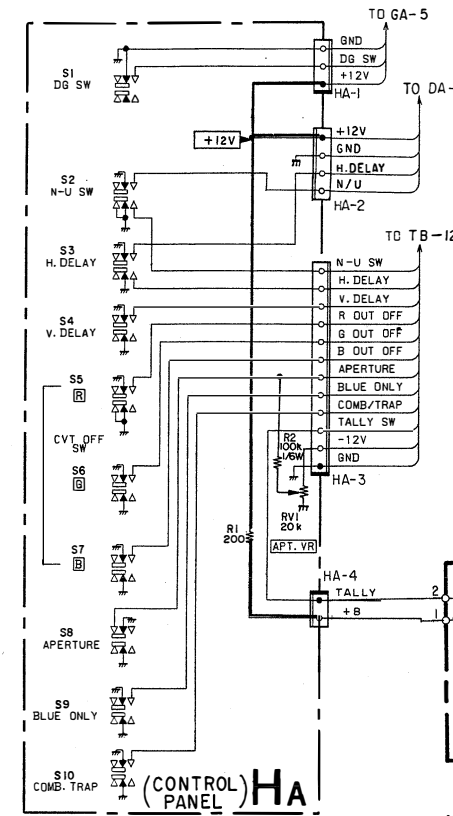 TO GA-5
GND
DG SW
+12V
HA-1
S1
DG SW
TO DA-
+12V
+12V
GND
H.DELAY
N/U
HA-2
S2
N-U SW
TO TB-12
S3
H. DELAY
N-U SW
H. DELAY
V. DELAY
R OUT OFF
G OUT OFF
B OUT OFF
APERTURE
BLUE ONLY
COMB/TRAP
TALLY SW
-12V
GND
HA-3
S4
V. DELAY
S5
R
CVT OFF
SW
S6
G
S7
B
R2
100k
1/6W
RV1
20k
APT. VR
R1
200
HA-4
TALLY
2
+B
1
S8
APERTURE
S9
BLUE ONLY
S10
COMB. TRAP
(CONTROL PANEL) HA